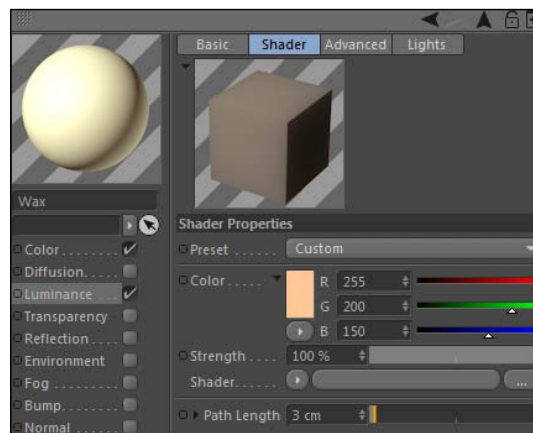 Basic Shader Advanced Lights
Wax
Color . . . . . . . .
Diffusion. . . . .
Luminance . . .
Transparency
Reflection . . . .
Environment
Fog . . . . . . . . .
Bump. . . . . . . .
Normal . . . . . .
Shader Properties
Preset . . . . . . Custom
Color . . . . . R 255
G 200
B 150
Strength . . . . 100 %
Shader. . . . . . ...
Path Length 3 cm